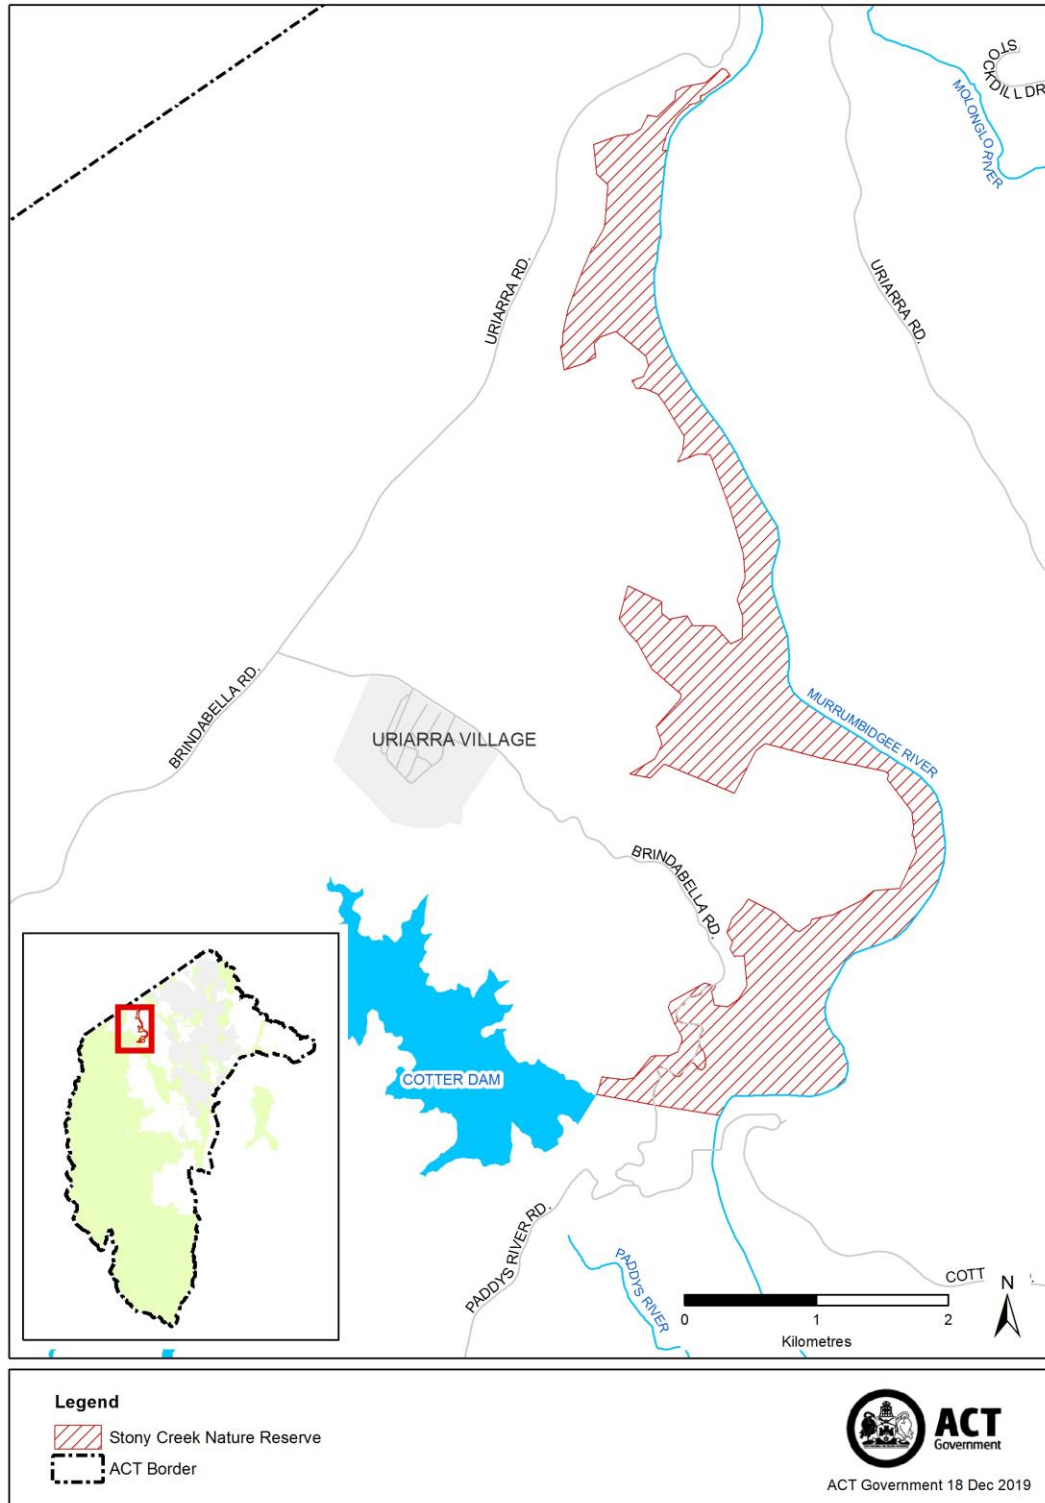 STO
CKDILL DR
MOLONGLO RIVER
URIARRA RD.
URIARRA RD.
BRINDABELLA RD.
URIARRA VILLAGE
MURRUMBIDGEE RIVER
BRINDABELLA RD.
COTTER DAM
PADDYS RIVER RD.
PADDYS RIVER
COTT
N
0 1 2
Kilometres
Legend
Stony Creek Nature Reserve
ACT Border
ACT
Government
ACT Government 18 Dec 2019